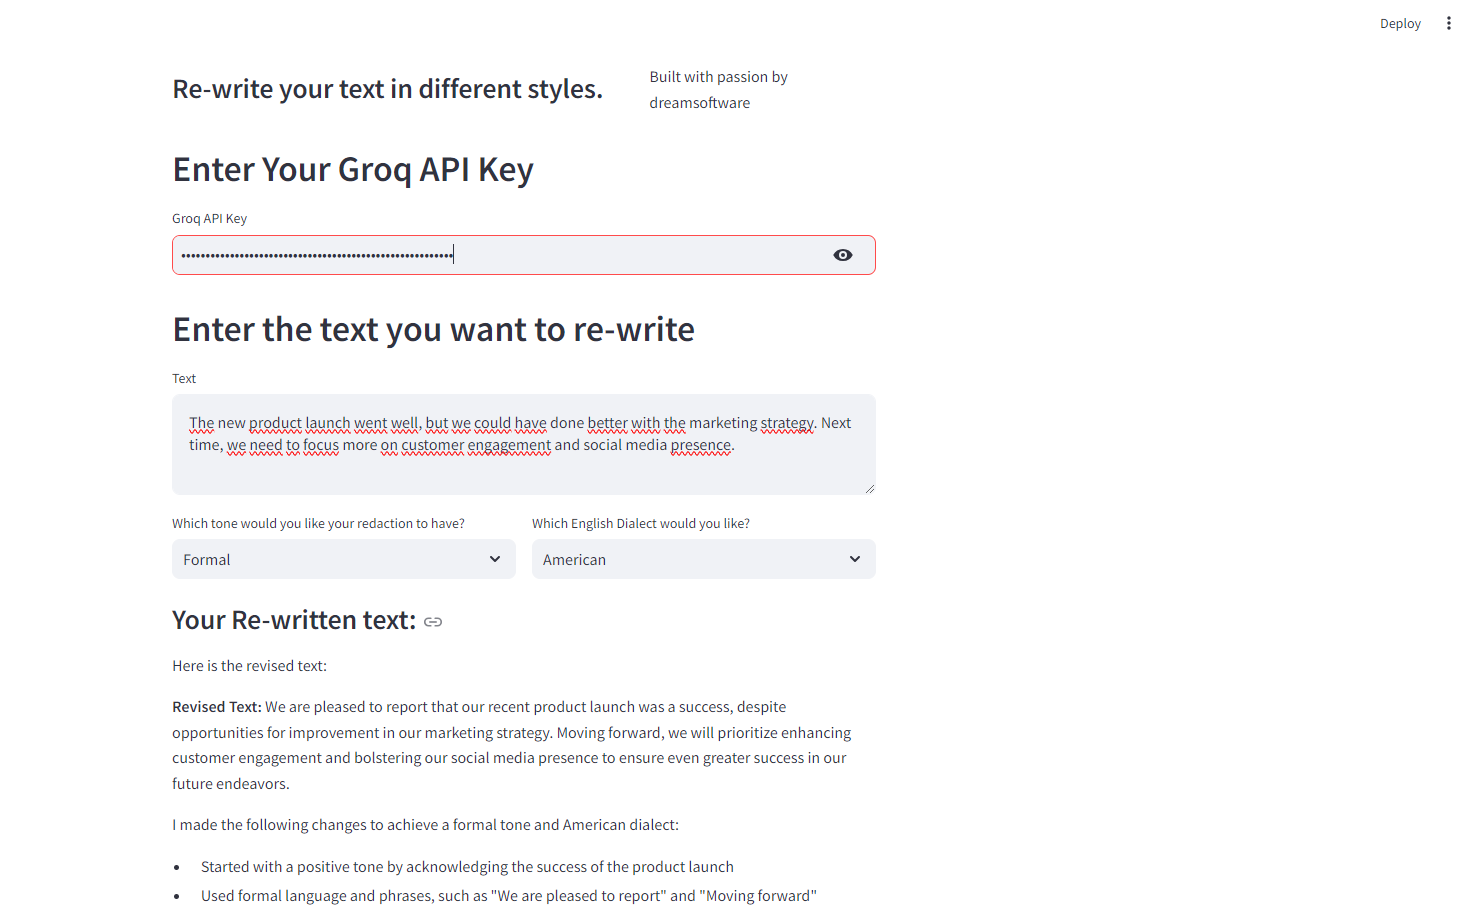 Deploy
Re-write your text in different styles.
Built with passion by
dreamsoftware
Enter Your Groq API Key
Groq API Key
Enter the text you want to re-write
Text
The new product launch went well, but we could have done better with the marketing strategy. Next
time, we need to focus more on customer engagement and social media presence.
Which tone would you like your redaction to have?
Which English Dialect would you like?
Formal
American
Your Re-written text:
Here is the revised text:
Revised Text: We are pleased to report that our recent product launch was a success, despite
opportunities for improvement in our marketing strategy. Moving forward, we will prioritize enhancing
customer engagement and bolstering our social media presence to ensure even greater success in our
future endeavors.
I made the following changes to achieve a formal tone and American dialect:
• Started with a positive tone by acknowledging the success of the product launch
• Used formal language and phrases, such as "We are pleased to report" and "Moving forward"